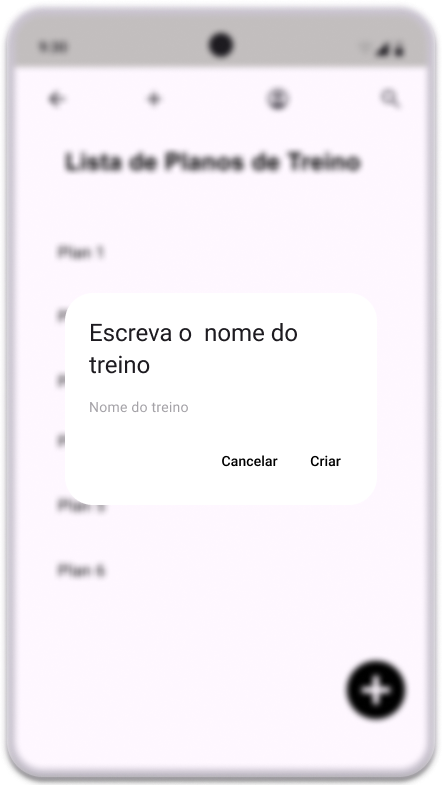 9:30
Lista de Planos de Treino
Plan 1
Escreva o  nome do
treino
Nome do treino
Cancelar Criar
Plan 5
Plan 6